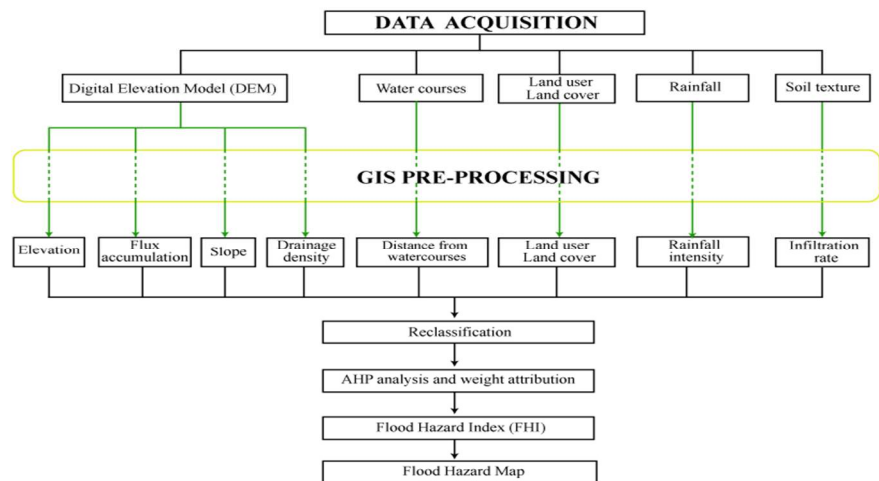 DATA ACQUISITION
Digital Elevation Model (DEM)
Water courses
Land user
Land cover
Rainfall
Soil texture
GIS PRE-PROCESSING
Elevation
Flux
accumulation
Slope
Drainage
density
Distance from
watercourses
Land user
Land cover
Rainfall
intensity
Infiltration
rate
Reclassification
AHP analysis and weight attribution
Flood Hazard Index (FHI)
Flood Hazard Map